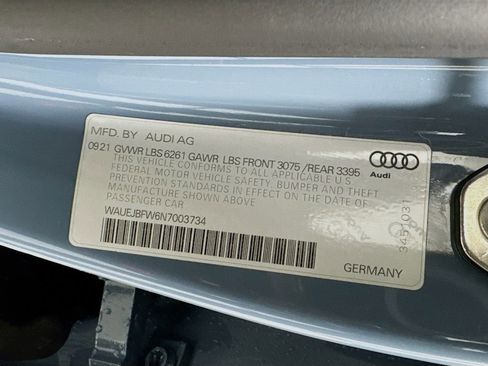 MFD. BY AUDI AG
0921 GVWR LBS 6261 GAWR LBS FRONT 3075 / REAR 3395
THIS VEHICLE CONFORMS TO ALL APPLICABLE U.S.
FEDERAL MOTOR VEHICLE SAFETY, BUMPER AND THEFT
PREVENTION STANDARDS IN EFFECT ON THE DATE OF
MANUFACTURE SHOWN ABOVE.
PASSENGER CAR
WAUEJBFW6N7003734
Audi
3451031
GERMANY